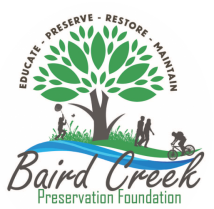 EDUCATE - PRESERVE - RESTORE - MAINTAIN
Baird Creek
Preservation Foundation